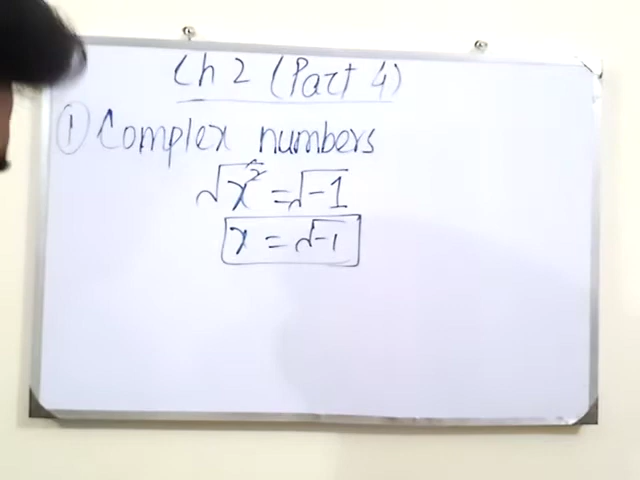 Ch 2 (Part 4)
① Complex numbers
√x² = √-1
x = √-1